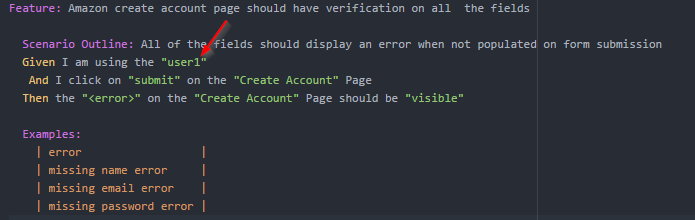 Feature: Amazon create account page should have verification on all  the fields
Scenario Outline: All of the fields should display an error when not populated on form submission
Given I am using the "user1"
And I click on "submit" on the "Create Account" Page
Then the "<error>" on the "Create Account" Page should be "visible"
Examples:
| error |
| missing name error |
| missing email error |
| missing password error |